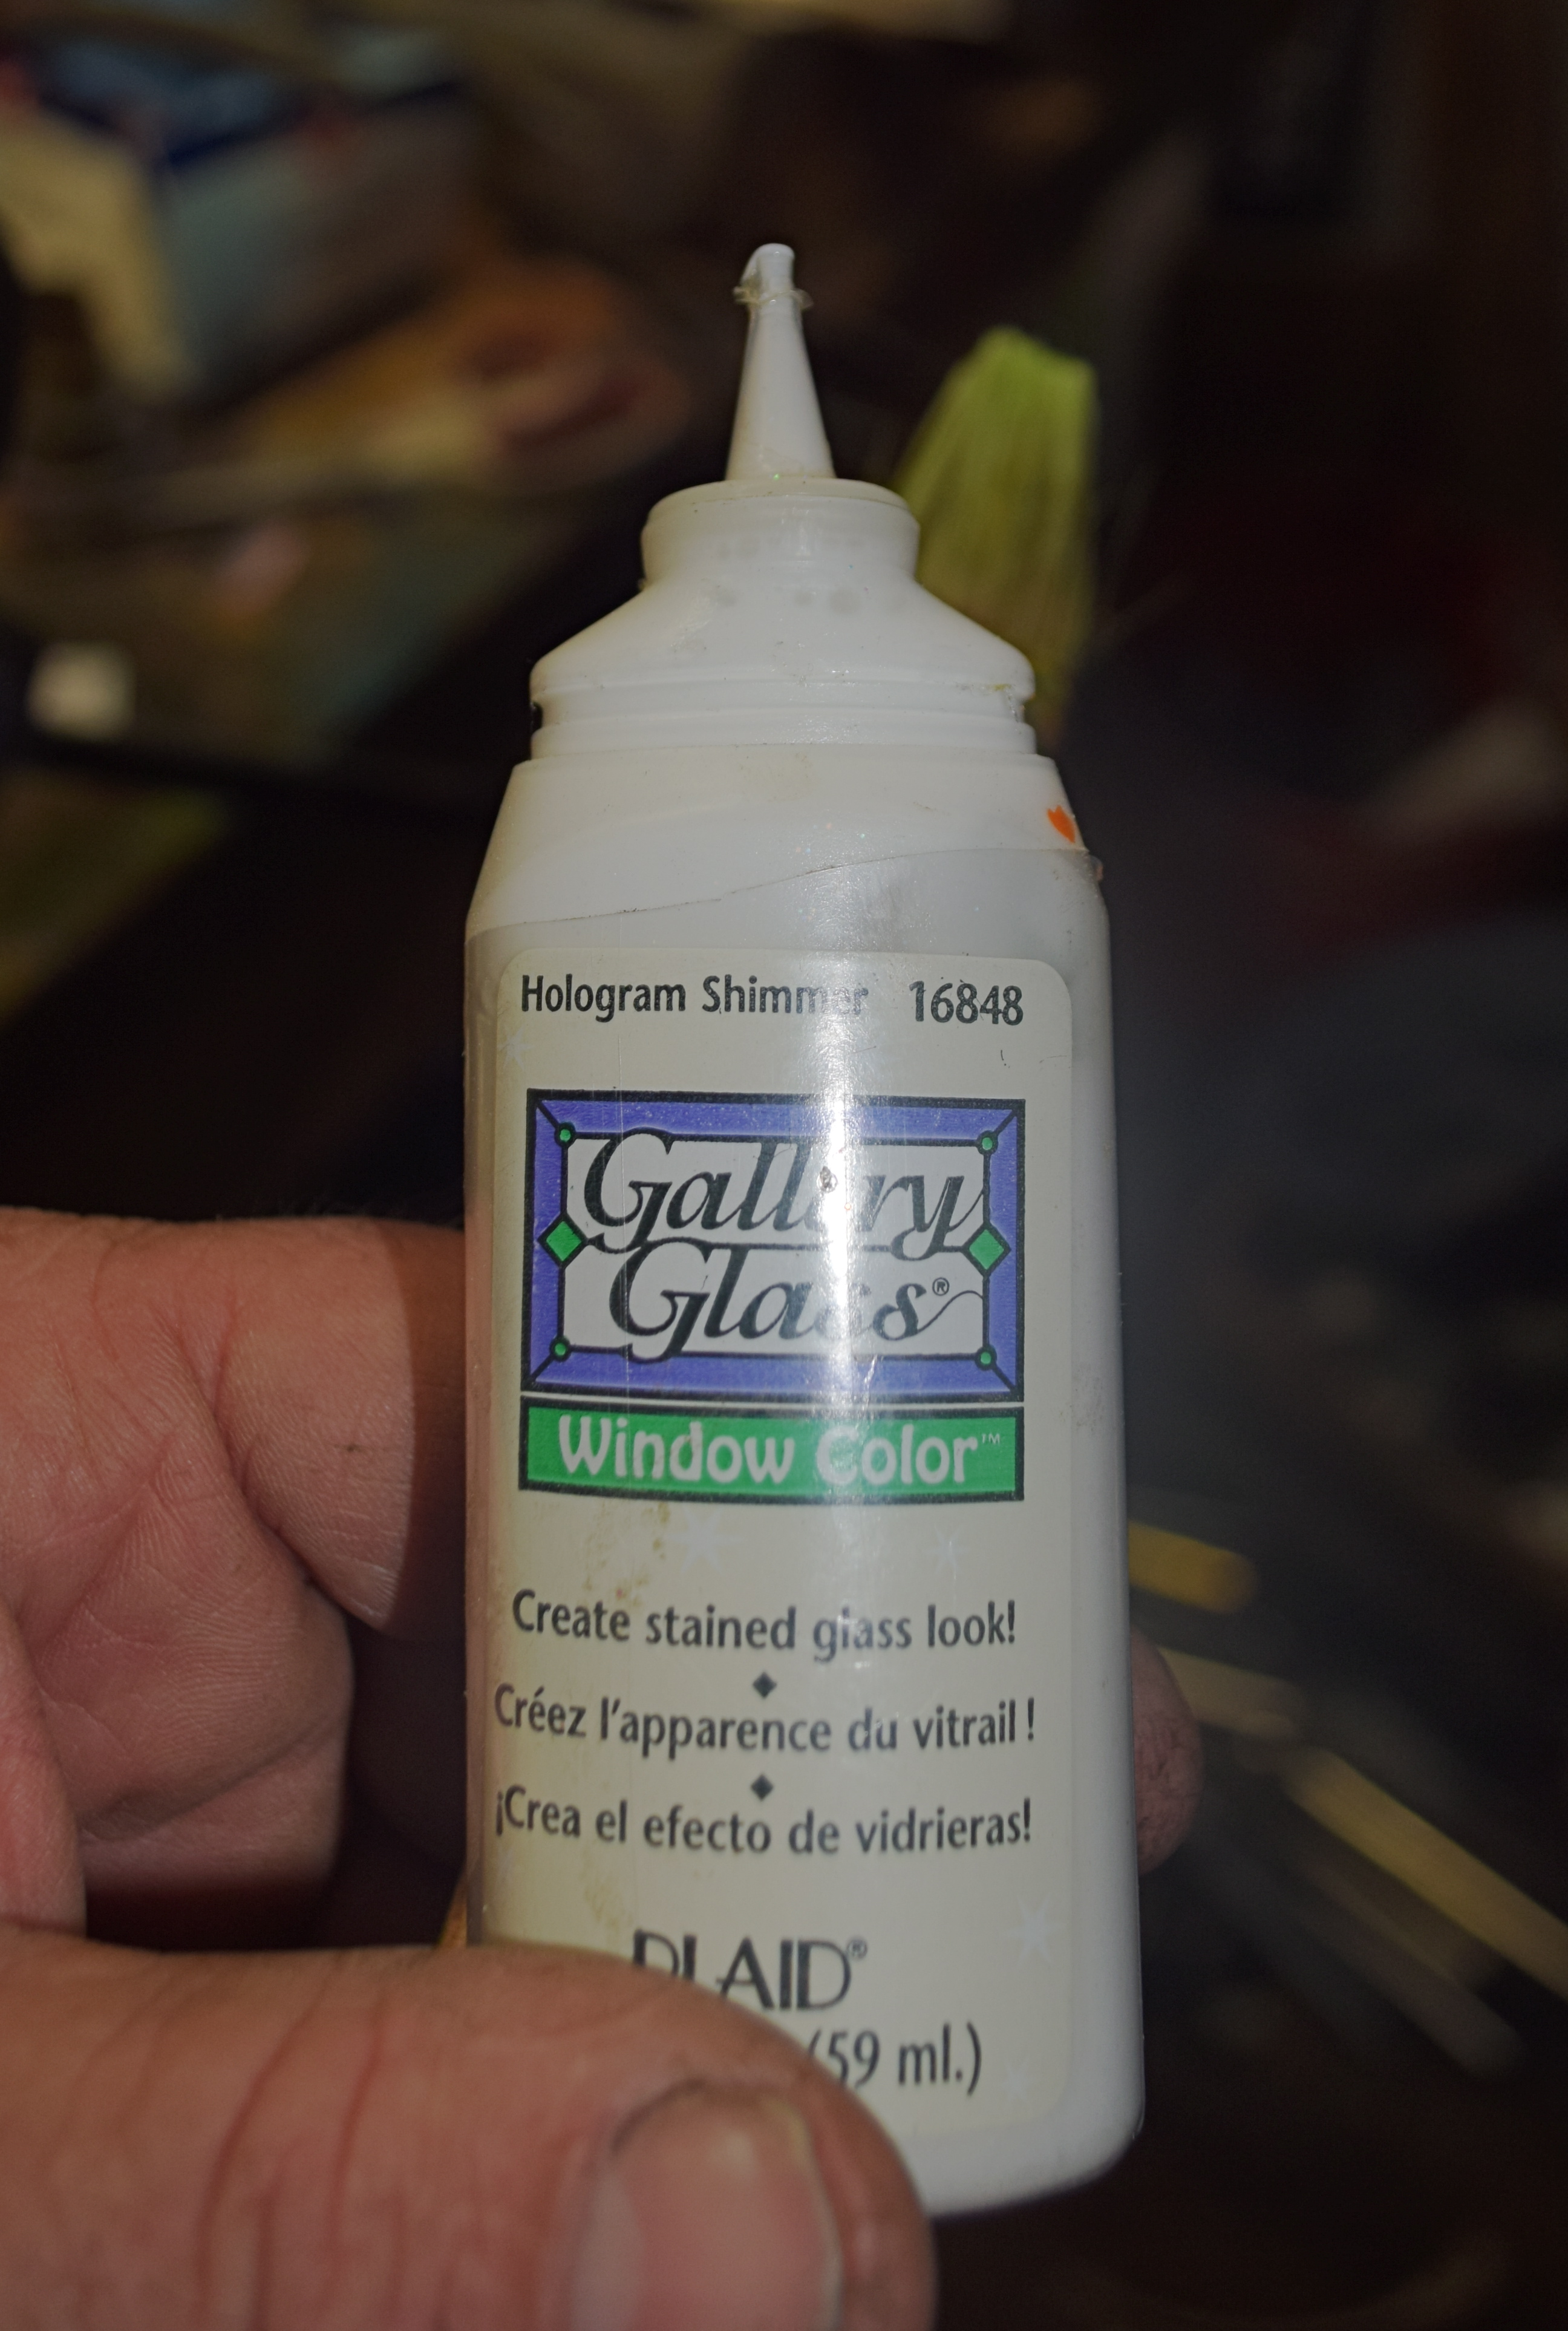 Hologram Shimmer 16848
Gallery
Glass®
Window Color™
Create stained glass look!
Créez l'apparence du vitrail !
¡Crea el efecto de vidrieras!
PLAID®
(59 ml.)